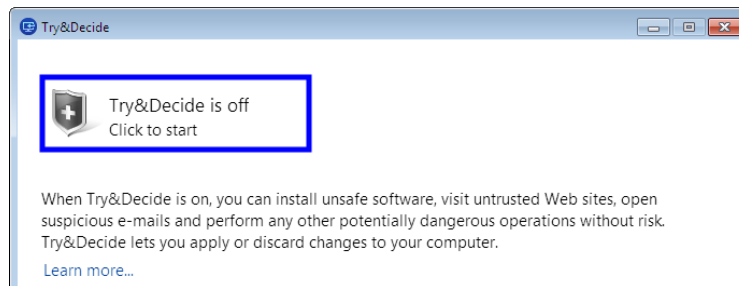 Try&Decide
Try&Decide is off
Click to start
When Try&Decide is on, you can install unsafe software, visit untrusted Web sites, open
suspicious e-mails and perform any other potentially dangerous operations without risk.
Try&Decide lets you apply or discard changes to your computer.
Learn more...